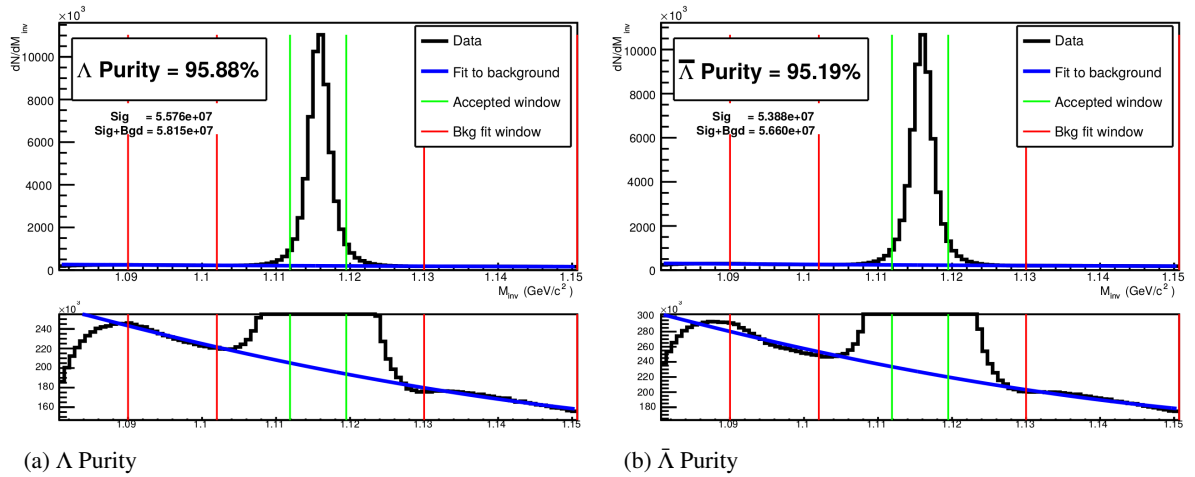 ×10³
dN/dM inv
10000
8000
6000
4000
2000
0
Λ Purity = 95.88%
Sig = 5.576e+07
Sig+Bgd = 5.815e+07
Data
Fit to background
Accepted window
Bkg fit window
1.09 1.1 1.11 1.12 1.13 1.14 1.15
M inv (GeV/c²)
×10³
240
220
200
180
160
1.09 1.1 1.11 1.12 1.13 1.14 1.15
(a) Λ Purity
×10³
dN/dM inv
10000
8000
6000
4000
2000
0
Λ̅ Purity = 95.19%
Sig = 5.388e+07
Sig+Bgd = 5.660e+07
Data
Fit to background
Accepted window
Bkg fit window
1.09 1.1 1.11 1.12 1.13 1.14 1.15
M inv (GeV/c²)
×10³
300
280
260
240
220
200
180
1.09 1.1 1.11 1.12 1.13 1.14 1.15
(b) Λ̄ Purity